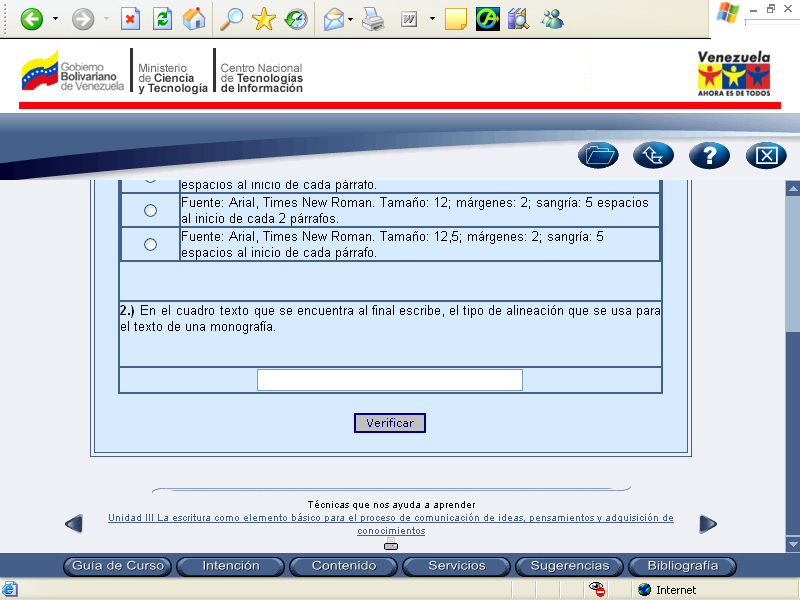 W
Gobierno
Bolivariano
de Venezuela
Ministerio
de Ciencia
y Tecnología
Centro Nacional
de Tecnologías
de Información
Venezuela
AHORA ES DE TODOS
?
espacios al inicio de cada párrafo.
Fuente: Arial, Times New Roman. Tamaño: 12; márgenes: 2; sangría: 5 espacios
al inicio de cada 2 párrafos.
Fuente: Arial, Times New Roman. Tamaño: 12,5; márgenes: 2; sangría: 5
espacios al inicio de cada párrafo.
2.) En el cuadro texto que se encuentra al final escribe, el tipo de alineación que se usa para
el texto de una monografía.
Verificar
Técnicas que nos ayuda a aprender
Unidad III La escritura como elemento básico para el proceso de comunicación de ideas, pensamientos y adquisición de
conocimientos
Guía de Curso
Intención
Contenido
Servicios
Sugerencias
Bibliografía
Internet